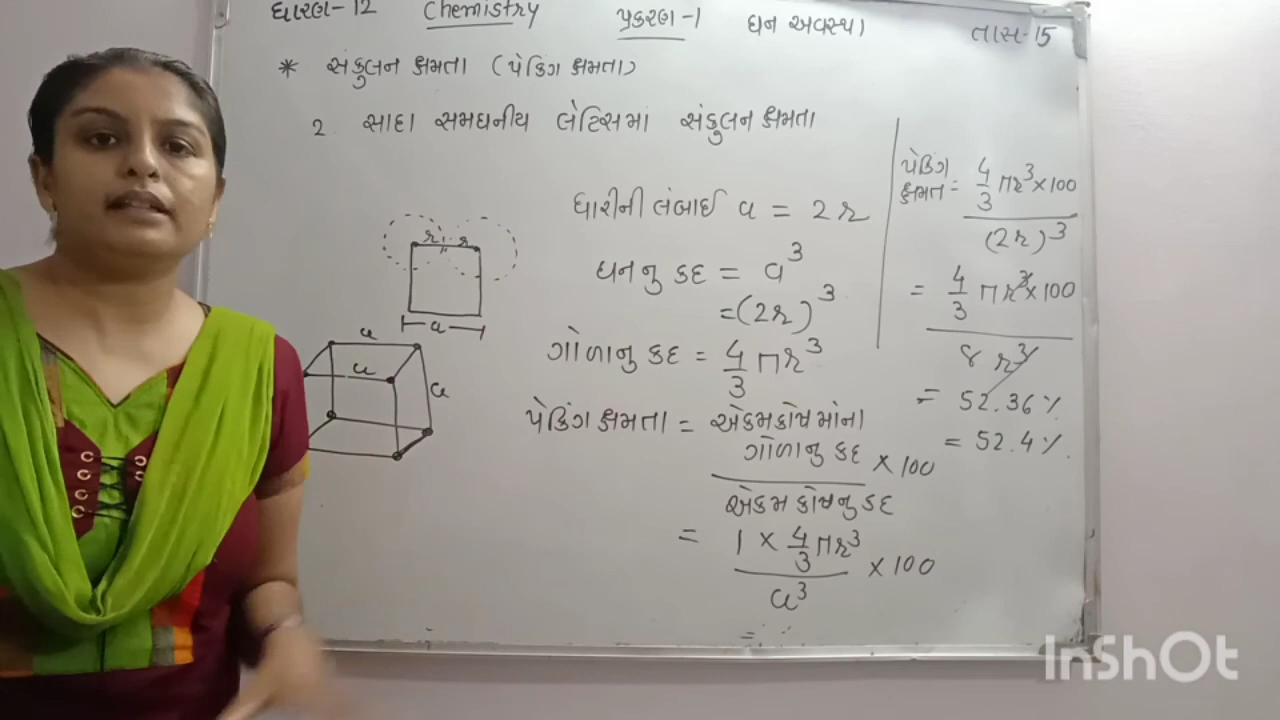 ધોરણ-12 Chemistry પ્રકરણ-1 ઘન અવસ્થા તાસ-15
* સંકુલન ક્ષમતા (પેકિંગ ક્ષમતા)
2. સાદા સમઘનીય લેટિસમાં સંકુલન ક્ષમતા
ધારીની લંબાઈ a = 2r
ઘનનુ કદ = a³
= (2r)³
ગોળાનુ કદ = 4/3 πr³
પેકિંગ ક્ષમતા = એકમકોષમાંના
ગોળાનુ કદ × 100
એકમ કોષનુ કદ
= 1 × 4/3 πr³ × 100
a³
r r
a
a
a
a
પેકિંગ
ક્ષમત = 4/3 πr³ × 100
(2r)³
= 4/3 πr³ × 100
8 r³
= 52.36 %
= 52.4 %
InShOt